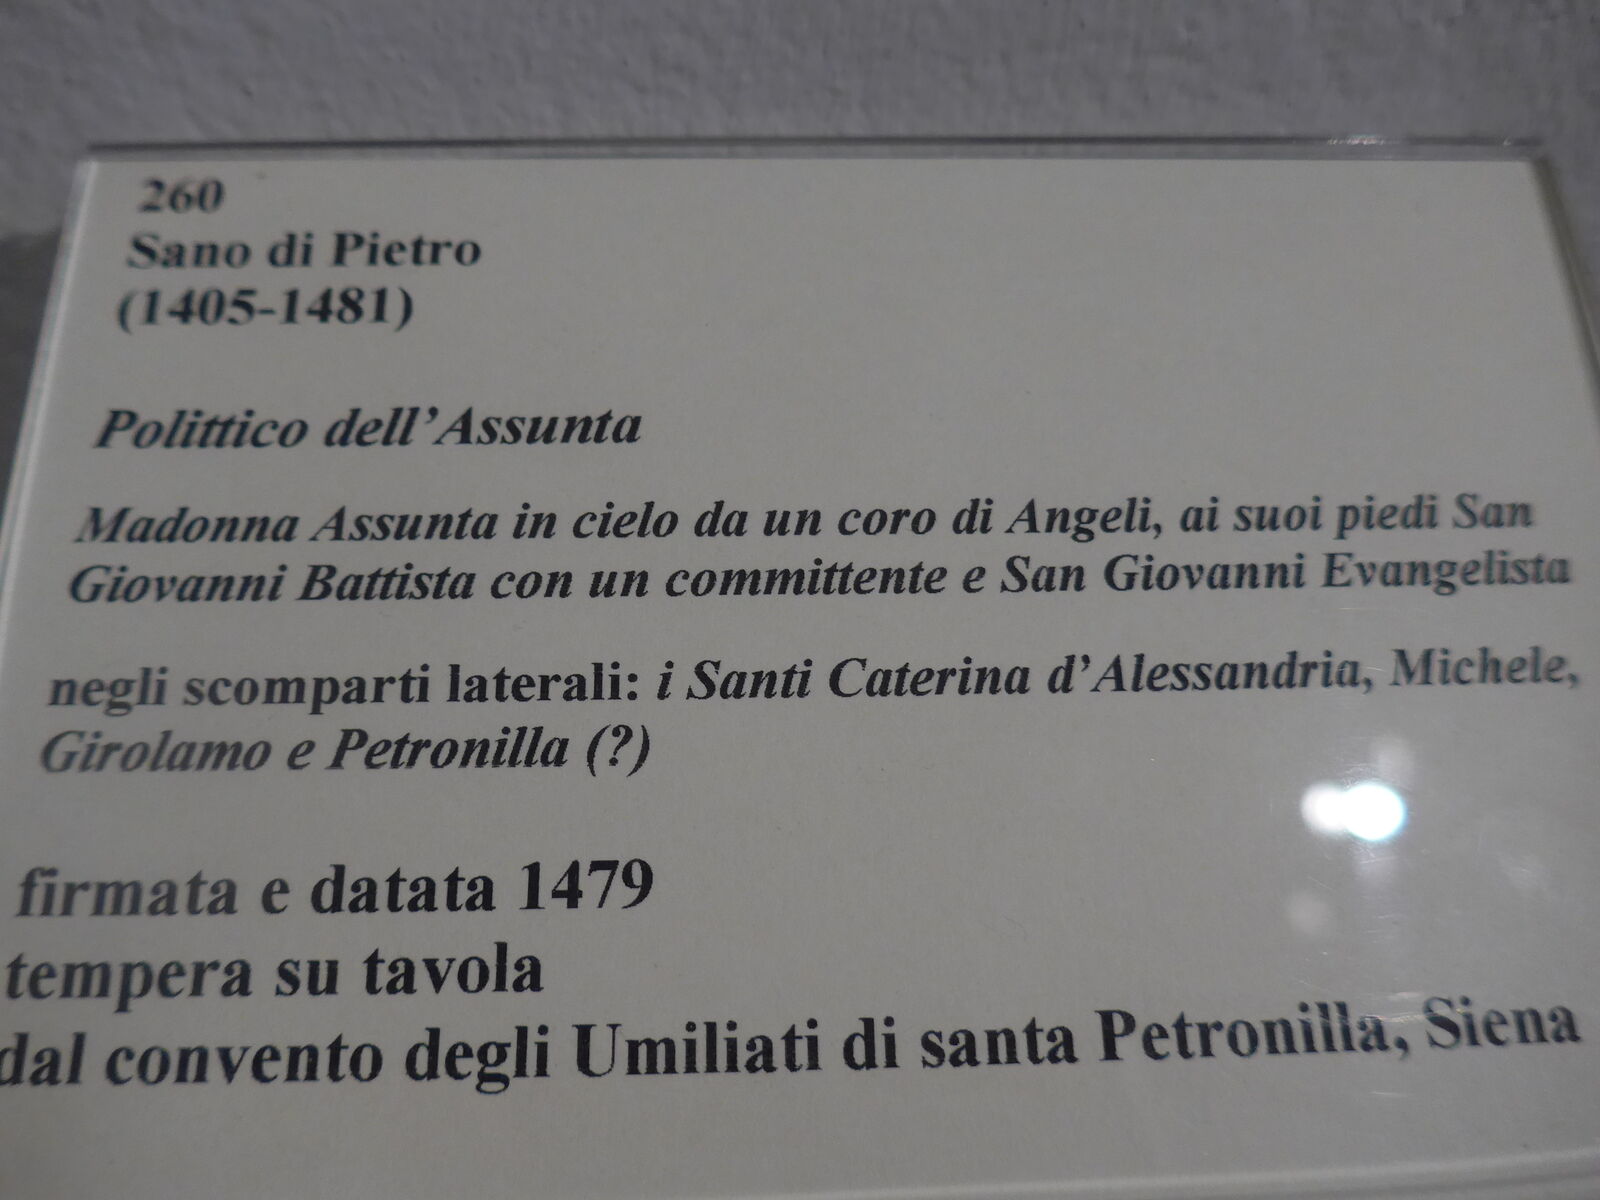 260
Sano di Pietro
(1405-1481)
Polittico dell'Assunta
Madonna Assunta in cielo da un coro di Angeli, ai suoi piedi San
Giovanni Battista con un committente e San Giovanni Evangelista
negli scomparti laterali: i Santi Caterina d'Alessandria, Michele,
Girolamo e Petronilla (?)
firmata e datata 1479
tempera su tavola
dal convento degli Umiliati di santa Petronilla, Siena